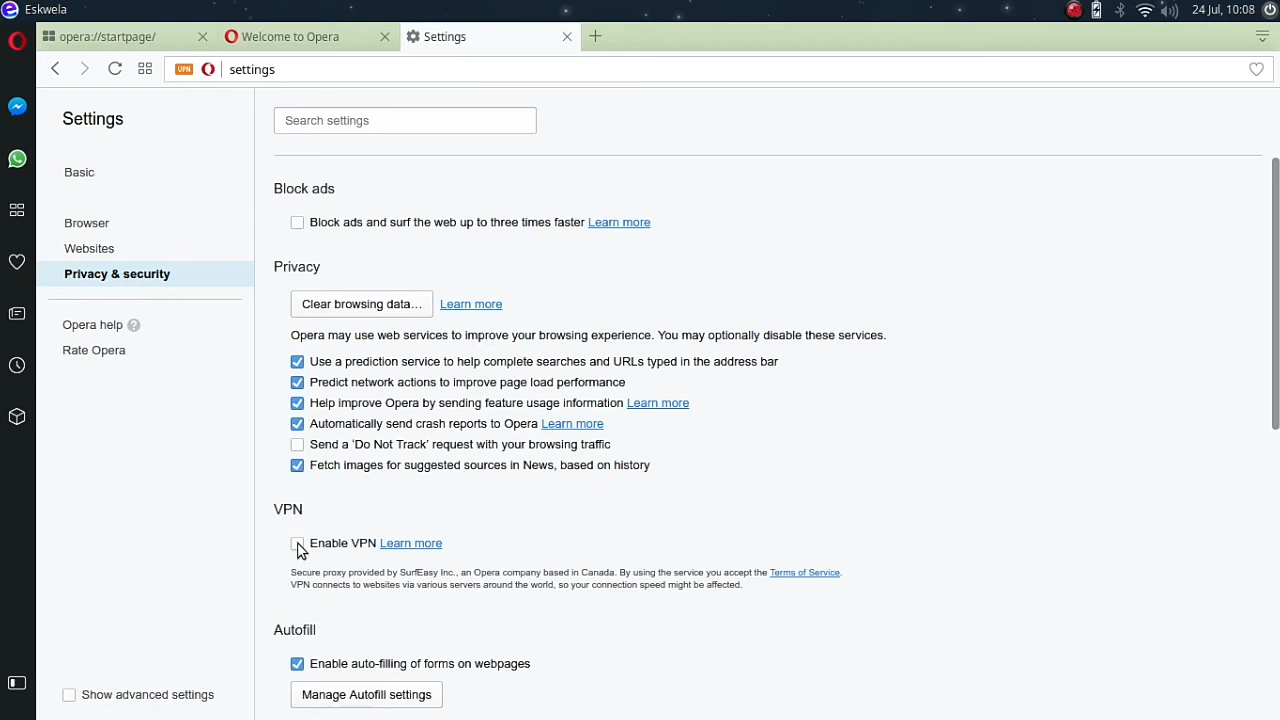 Eskwela
24 Jul, 10:08
opera://startpage/
Welcome to Opera
Settings
VPN
settings
Settings
Search settings
Basic
Browser
Websites
Privacy & security
Opera help ?
Rate Opera
Show advanced settings
Block ads
Block ads and surf the web up to three times faster Learn more
Privacy
Clear browsing data... Learn more
Opera may use web services to improve your browsing experience. You may optionally disable these services.
Use a prediction service to help complete searches and URLs typed in the address bar
Predict network actions to improve page load performance
Help improve Opera by sending feature usage information Learn more
Automatically send crash reports to Opera Learn more
Send a ‘Do Not Track’ request with your browsing traffic
Fetch images for suggested sources in News, based on history
VPN
Enable VPN Learn more
Secure proxy provided by SurfEasy Inc., an Opera company based in Canada. By using the service you accept the Terms of Service.
VPN connects to websites via various servers around the world, so your connection speed might be affected.
Autofill
Enable auto-filling of forms on webpages
Manage Autofill settings